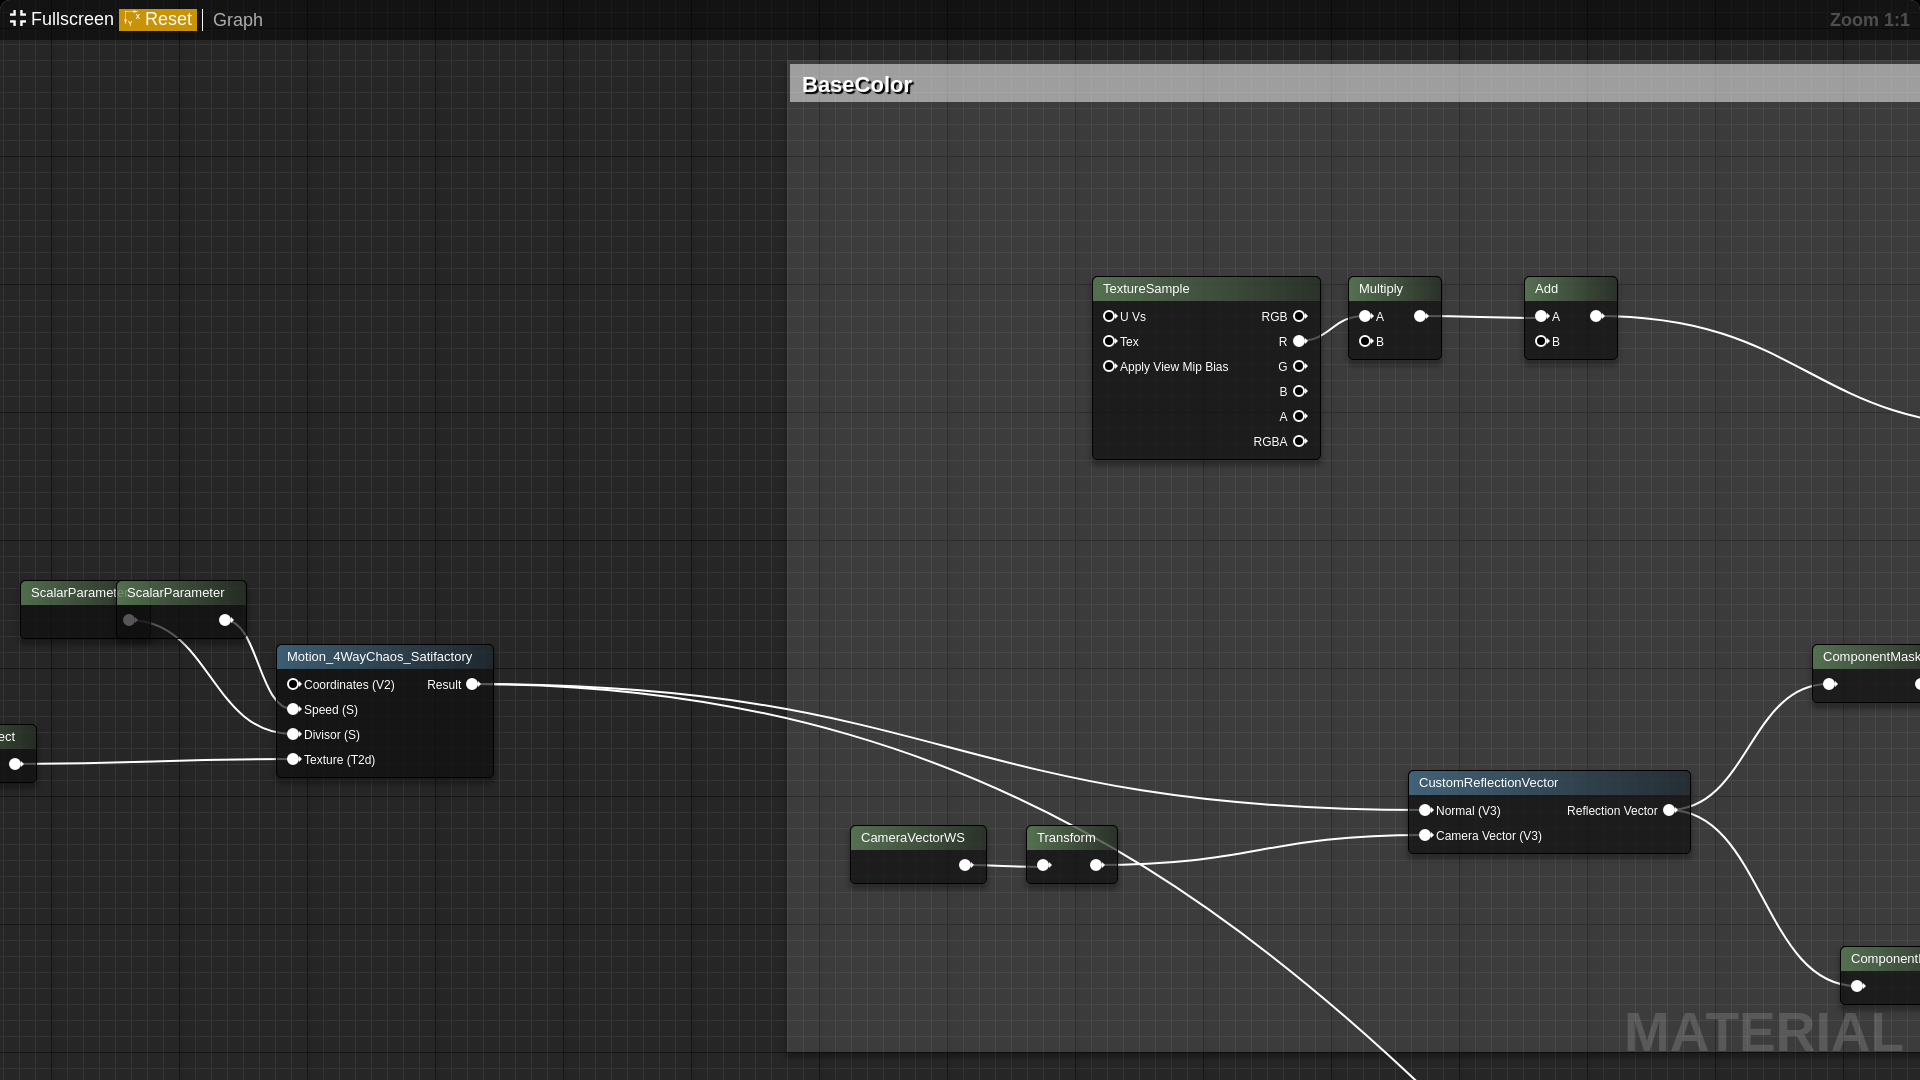 Fullscreen Reset Graph Zoom 1:1
BaseColor
TextureSample
U Vs RGB
Tex R
Apply View Mip Bias G
B
A
RGBA
Multiply
A
B
Add
A
B
ScalarParamete
ScalarParameter
Motion_4WayChaos_Satifactory
Coordinates (V2) Result
Speed (S)
Divisor (S)
Texture (T2d)
ect
ComponentMask
CustomReflectionVector
Normal (V3) Reflection Vector
Camera Vector (V3)
CameraVectorWS
Transform
Component
MATERIAL